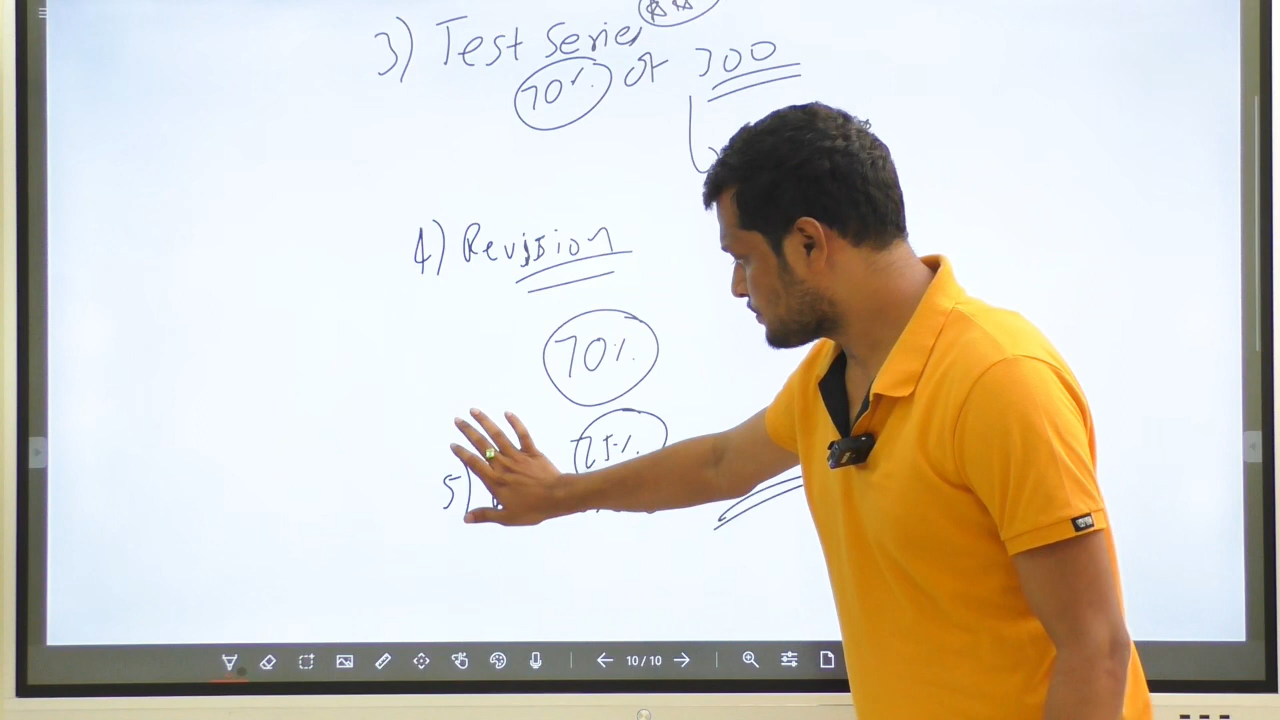 3) Test Series
70% of 300
4) Revision
70%
25%
5)
10/10